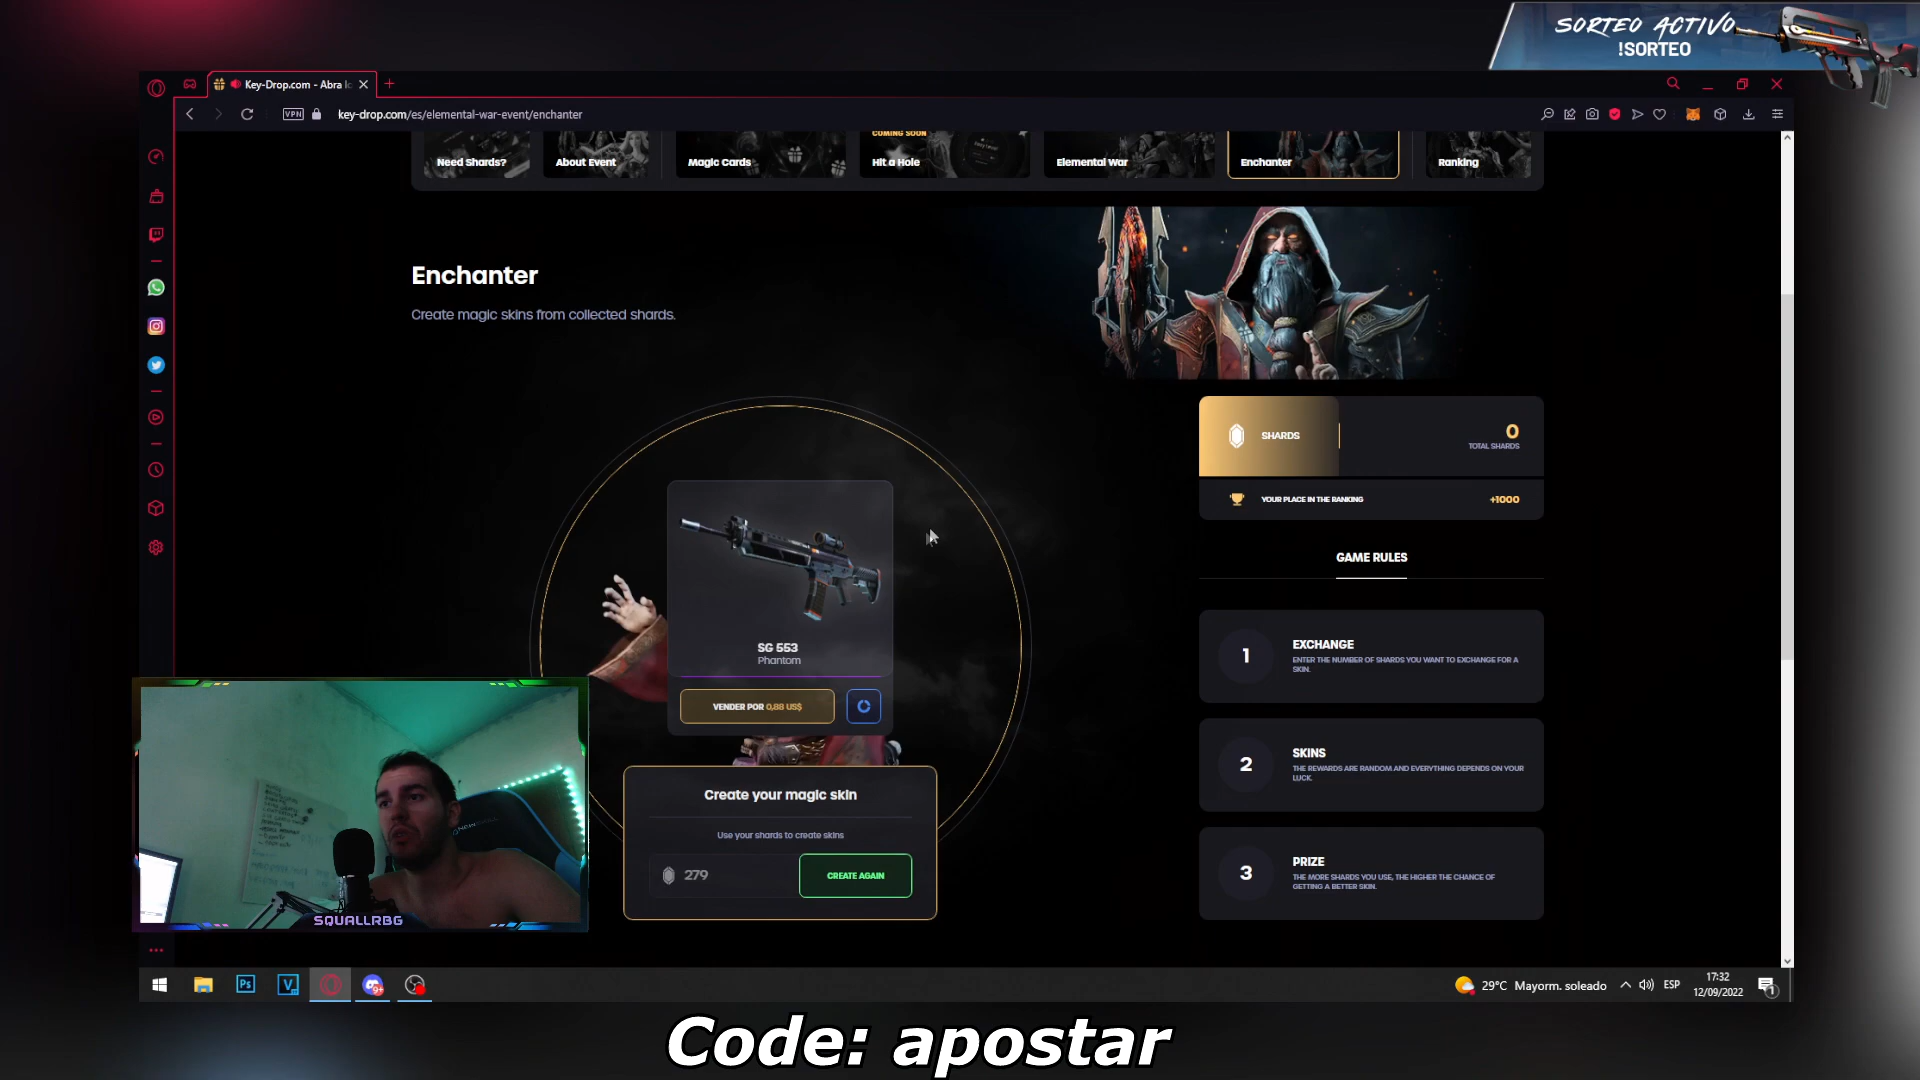 SORTEO ACTIVO
!SORTEO
Key-Drop.com - Abra
VPN
key-drop.com/es/elemental-war-event/enchanter
Need Shards?
About Event
Magic Cards
COMING SOON
Hit a Hole
Elemental War
Enchanter
Ranking
Enchanter
Create magic skins from collected shards.
SHARDS
0
TOTAL SHARDS
YOUR PLACE IN THE RANKING
+1000
GAME RULES
1
EXCHANGE
ENTER THE NUMBER OF SHARDS YOU WANT TO EXCHANGE FOR A
SKIN.
2
SKINS
THE REWARDS ARE RANDOM AND EVERYTHING DEPENDS ON YOUR
LUCK.
3
PRIZE
THE MORE SHARDS YOU USE, THE HIGHER THE CHANCE OF
GETTING A BETTER SKIN.
SG 553
Phantom
VENDER POR 0,88 US$
Create your magic skin
Use your shards to create skins
279
CREATE AGAIN
SQUALLRBG
Ps
V
9+
29°C Mayorm. soleado
ESP
17:32
12/09/2022
1
Code: apostar